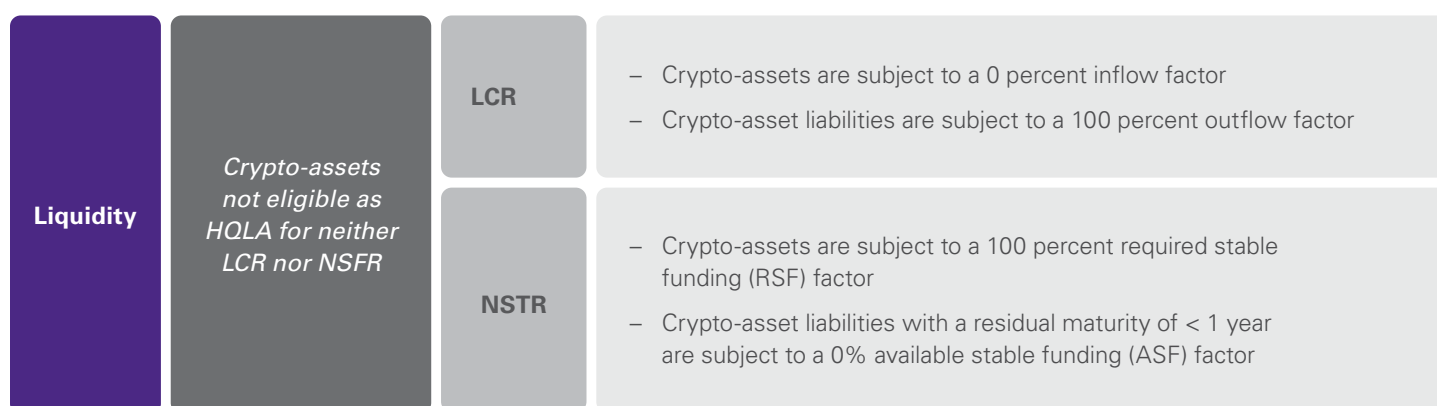 Liquidity
Crypto-assets
not eligible as
HQLA for neither
LCR nor NSFR
LCR
– Crypto-assets are subject to a 0 percent inflow factor
– Crypto-asset liabilities are subject to a 100 percent outflow factor
NSTR
– Crypto-assets are subject to a 100 percent required stable
funding (RSF) factor
– Crypto-asset liabilities with a residual maturity of < 1 year
are subject to a 0% available stable funding (ASF) factor